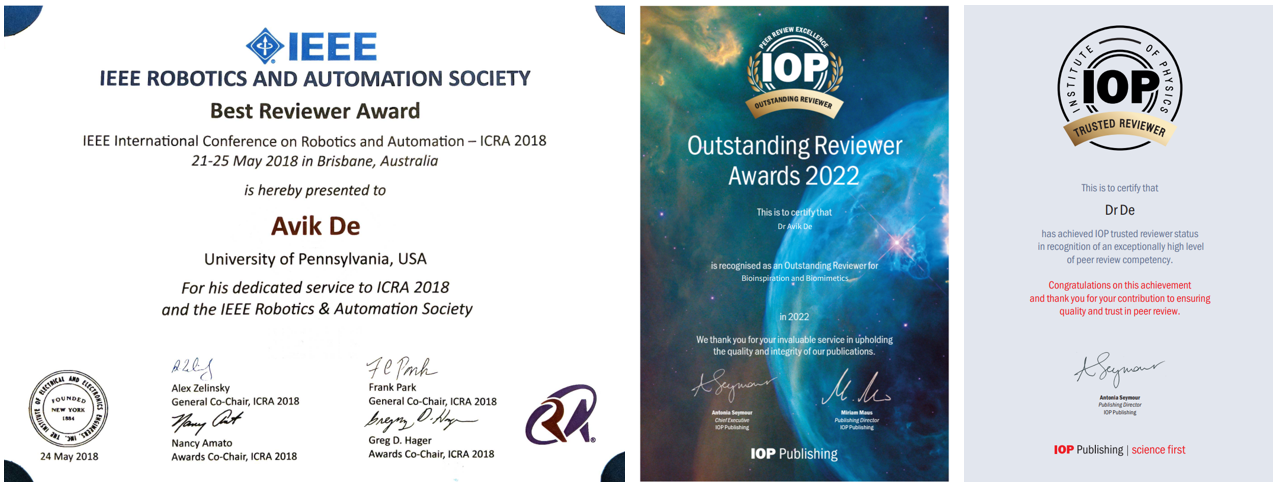 IEEE
IEEE ROBOTICS AND AUTOMATION SOCIETY
Best Reviewer Award
IEEE International Conference on Robotics and Automation – ICRA 2018
21-25 May 2018 in Brisbane, Australia
is hereby presented to
Avik De
University of Pennsylvania, USA
For his dedicated service to ICRA 2018
and the IEEE Robotics & Automation Society
Alex Zelinsky
General Co-Chair, ICRA 2018
Nancy Amato
Awards Co-Chair, ICRA 2018
Frank Park
General Co-Chair, ICRA 2018
Greg D. Hager
Awards Co-Chair, ICRA 2018
INSTITUTE OF ELECTRICAL AND ELECTRONICS ENGINEERS, INC. THE
FOUNDED
NEW YORK
1884
24 May 2018
RA
®
PEER REVIEW EXCELLENCE
IOP
OUTSTANDING REVIEWER
Outstanding Reviewer
Awards 2022
This is to certify that
Dr Avik De
is recognised as an Outstanding Reviewer for
Bioinspiration and Biomimetics
in 2022
We thank you for your invaluable service in upholding
the quality and integrity of our publications.
Antonia Seymour
Chief Executive
IOP Publishing
Miriam Maus
Publishing Director
IOP Publishing
IOP Publishing
INSTITUTE OF PHYSICS
IOP
TRUSTED REVIEWER
This is to certify that
Dr De
has achieved IOP trusted reviewer status
in recognition of an exceptionally high level
of peer review competency.
Congratulations on this achievement
and thank you for your contribution to ensuring
quality and trust in peer review.
Antonia Seymour
Publishing Director
IOP Publishing
IOP Publishing | science first